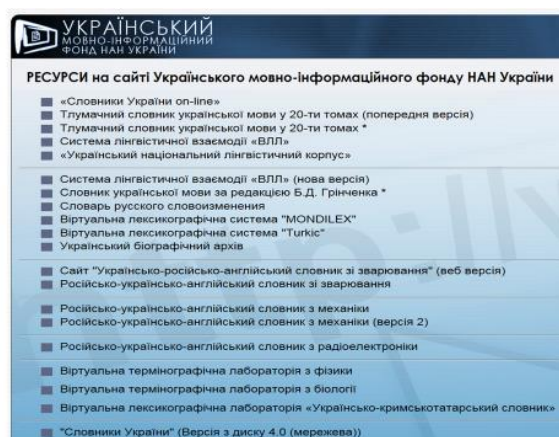 УКРАЇНСЬКИЙ
МОВНО-ІНФОРМАЦІЙНИЙ
ФОНД НАН УКРАЇНИ
РЕСУРСИ на сайті Українського мовно-інформаційного фонду НАН України
«Словники України on-line»
Тлумачний словник української мови у 20-ти томах (попередня версія)
Тлумачний словник української мови у 20-ти томах *
Система лінгвістичної взаємодії «ВЛЛ»
«Український національний лінгвістичний корпус»
Система лінгвістичної взаємодії «ВЛЛ» (нова версія)
Словник української мови за редакцією Б.Д. Грінченка *
Словарь русского словоизменения
Віртуальна лексикографічна система "MONDILEX"
Віртуальна лексикографічна система "Turkic"
Український біографічний архів
Сайт "Українсько-російсько-англійський словник зі зварювання" (веб версія)
Російсько-українсько-англійський словник зі зварювання
Російсько-українсько-англійський словник з механіки
Російсько-українсько-англійський словник з механіки (версія 2)
Російсько-українсько-англійський словник з радіоелектроніки
Віртуальна термінографічна лабораторія з фізики
Віртуальна термінографічна лабораторія з біології
Віртуальна лексикографічна лабораторія «Українсько-кримськотатарський словник»
"Словники України" (Версія з диску 4.0 (мережева))